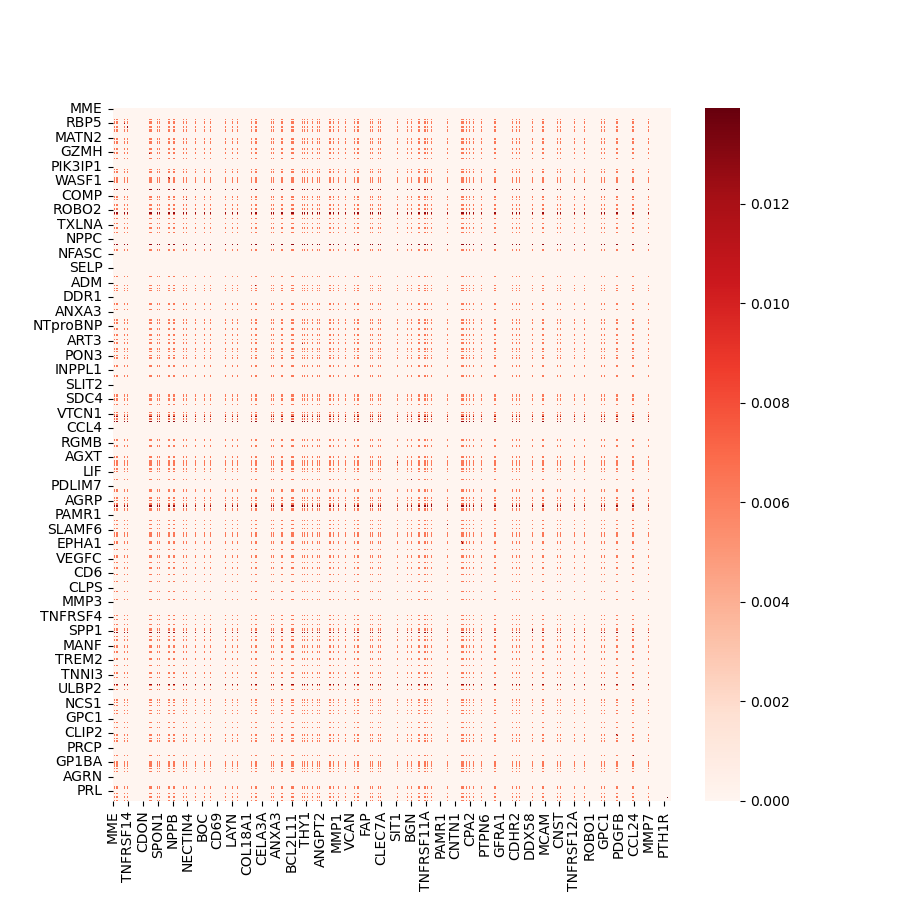 MME
RBP5
MATN2
GZMH
PIK3IP1
WASF1
COMP
ROBO2
TXLNA
NPPC
NFASC
SELP
ADM
DDR1
ANXA3
NTproBNP
ART3
PON3
INPPL1
SLIT2
SDC4
VTCN1
CCL4
RGMB
AGXT
LIF
PDLIM7
AGRP
PAMR1
SLAMF6
EPHA1
VEGFC
CD6
CLPS
MMP3
TNFRSF4
SPP1
MANF
TREM2
TNNI3
ULBP2
NCS1
GPC1
CLIP2
PRCP
GP1BA
AGRN
PRL
MME
TNFRSF14
CDON
SPON1
NPPB
NECTIN4
BOC
CD69
LAYN
COL18A1
CELA3A
ANXA3
BCL2L11
THY1
ANGPT2
MMP1
VCAN
FAP
CLEC7A
SIT1
BGN
TNFRSF11A
PAMR1
CNTN1
CPA2
PTPN6
GFRA1
CDHR2
DDX58
MCAM
CNST
TNFRSF12A
ROBO1
GPC1
PDGFB
CCL24
MMP7
PTH1R
0.012
0.010
0.008
0.006
0.004
0.002
0.000